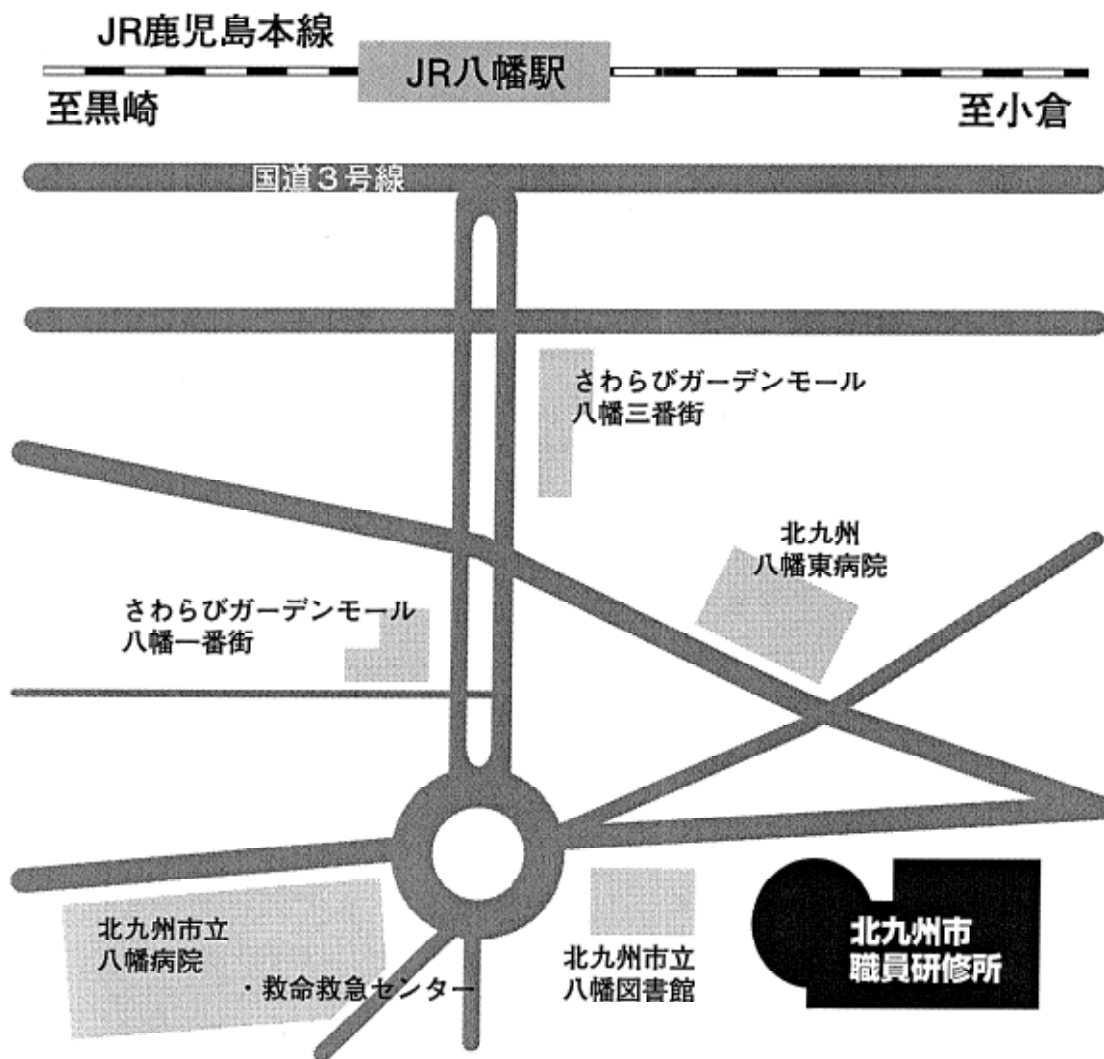 JR鹿児島本線
JR八幡駅
至黒崎
至小倉
国道3号線
さわらびガーデンモール
八幡三番街
北九州
八幡東病院
さわらびガーデンモール
八幡一番街
北九州市立
八幡病院
・救命救急センター
北九州市立
八幡図書館
北九州市
職員研修所